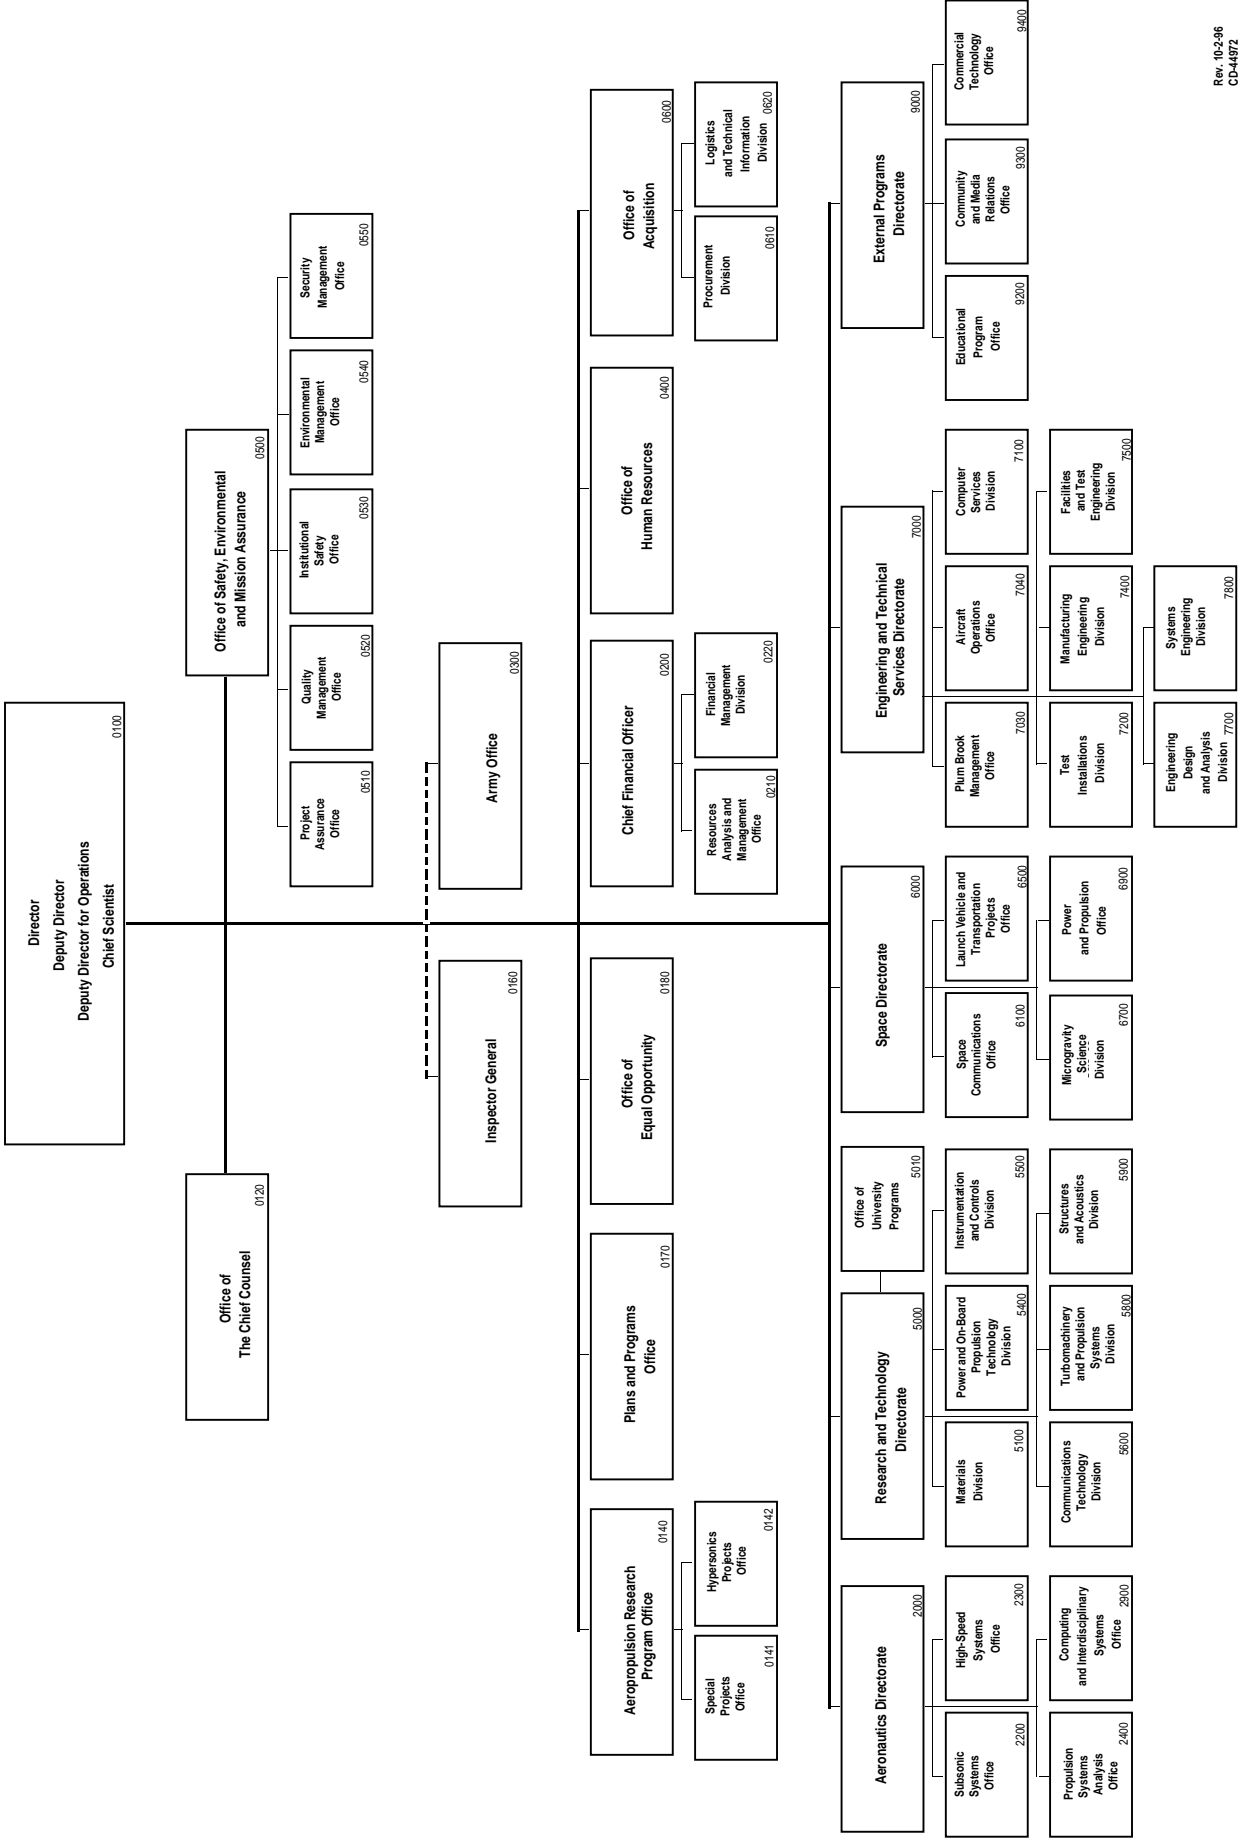 Director
Deputy Director
Deputy Director for Operations
Chief Scientist
0100
Office of
The Chief Counsel
0120
Office of Safety, Environmental
and Mission Assurance
0500
Project
Assurance
Office
0510
Quality
Management
Office
0520
Institutional
Safety
Office
0530
Environmental
Management
Office
0540
Security
Management
Office
0550
Inspector General
0160
Army Office
0300
Aeropropulsion Research
Program Office
0140
Special
Projects
Office
0141
Hypersonics
Projects
Office
0142
Plans and Programs
Office
0170
Office of
Equal Opportunity
0180
Chief Financial Officer
0200
Resources
Analysis and
Management
Office
0210
Financial
Management
Division
0220
Office of
Human Resources
0400
Office of
Acquisition
0600
Procurement
Division
0610
Logistics
and Technical
Information
Division 0620
Aeronautics Directorate
2000
Subsonic
Systems
Office
2200
High-Speed
Systems
Office
2300
Propulsion
Systems
Analysis
Office
2400
Computing
and Interdisciplinary
Systems
Office
2900
Research and Technology
Directorate
5000
Office of
University
Programs
5010
Materials
Division
5100
Power and On-Board
Propulsion
Technology
Division
5400
Instrumentation
and Controls
Division
5500
Communications
Technology
Division
5600
Turbomachinery
and Propulsion
Systems
Division
5800
Structures
and Acoustics
Division
5900
Space Directorate
6000
Space
Communications
Office
6100
Launch Vehicle and
Transportation
Projects
Office
6500
Microgravity
Science
Division
6700
Power
and Propulsion
Office
6900
Engineering and Technical
Services Directorate
7000
Plum Brook
Management
Office
7030
Aircraft
Operations
Office
7040
Computer
Services
Division
7100
Test
Installations
Division
7200
Manufacturing
Engineering
Division
7400
Facilities
and Test
Engineering
Division
7500
Engineering
Design
and Analysis
Division
7700
Systems
Engineering
Division
7800
External Programs
Directorate
9000
Educational
Program
Office
9200
Community
and Media
Relations
Office
9300
Commercial
Technology
Office
9400
Rev. 10-2-96
CD-44972